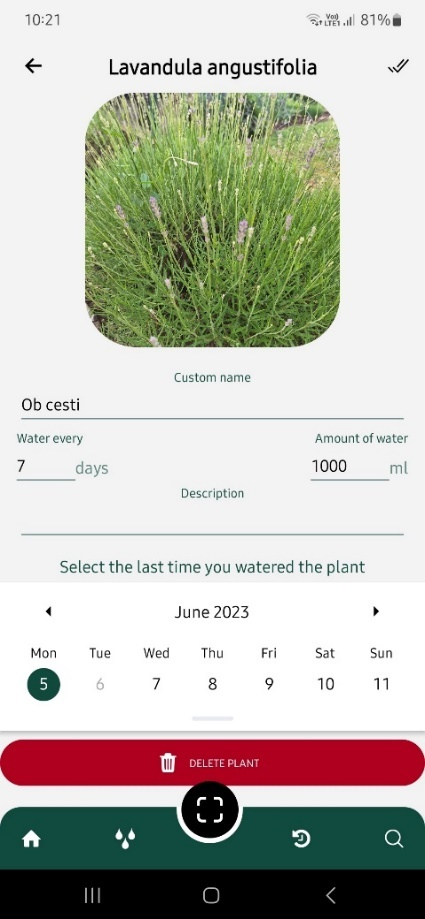 10:21 81%
Lavandula angustifolia
Custom name
Ob cesti
Water every Amount of water
7 days 1000 ml
Description
Select the last time you watered the plant
June 2023
Mon Tue Wed Thu Fri Sat Sun
5 6 7 8 9 10 11
DELETE PLANT